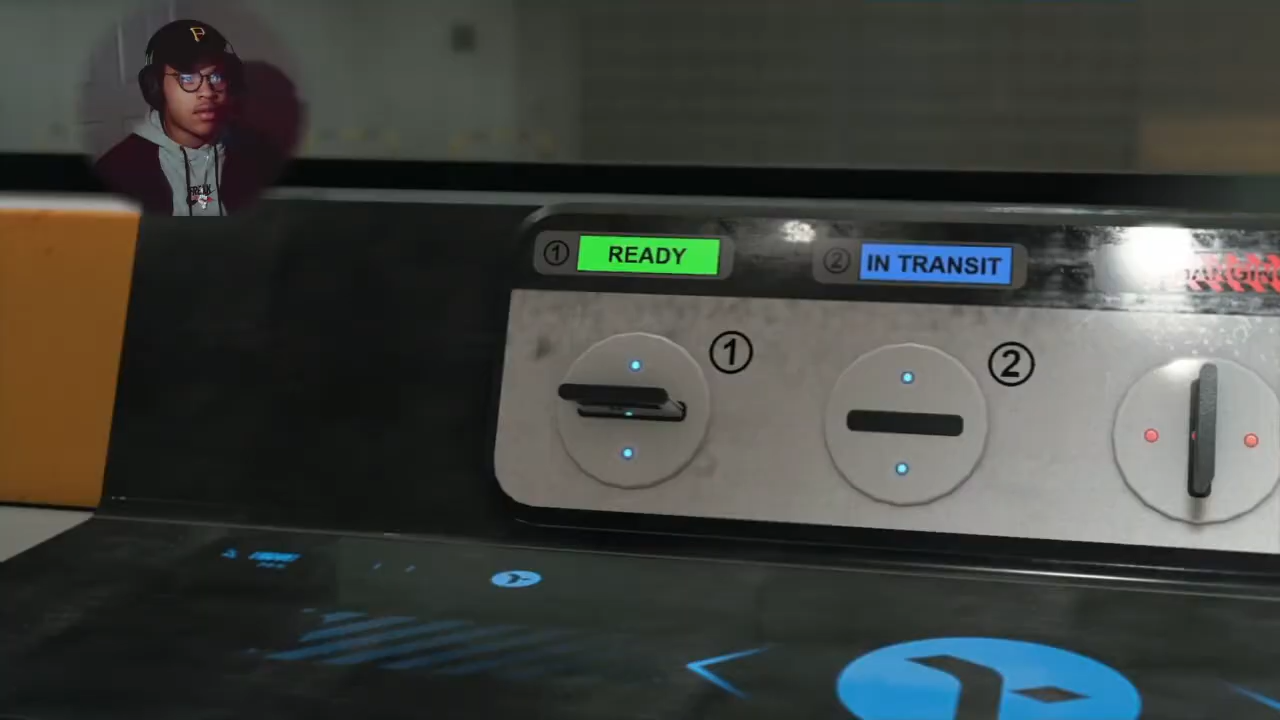 P
① READY
② IN TRANSIT
①
②